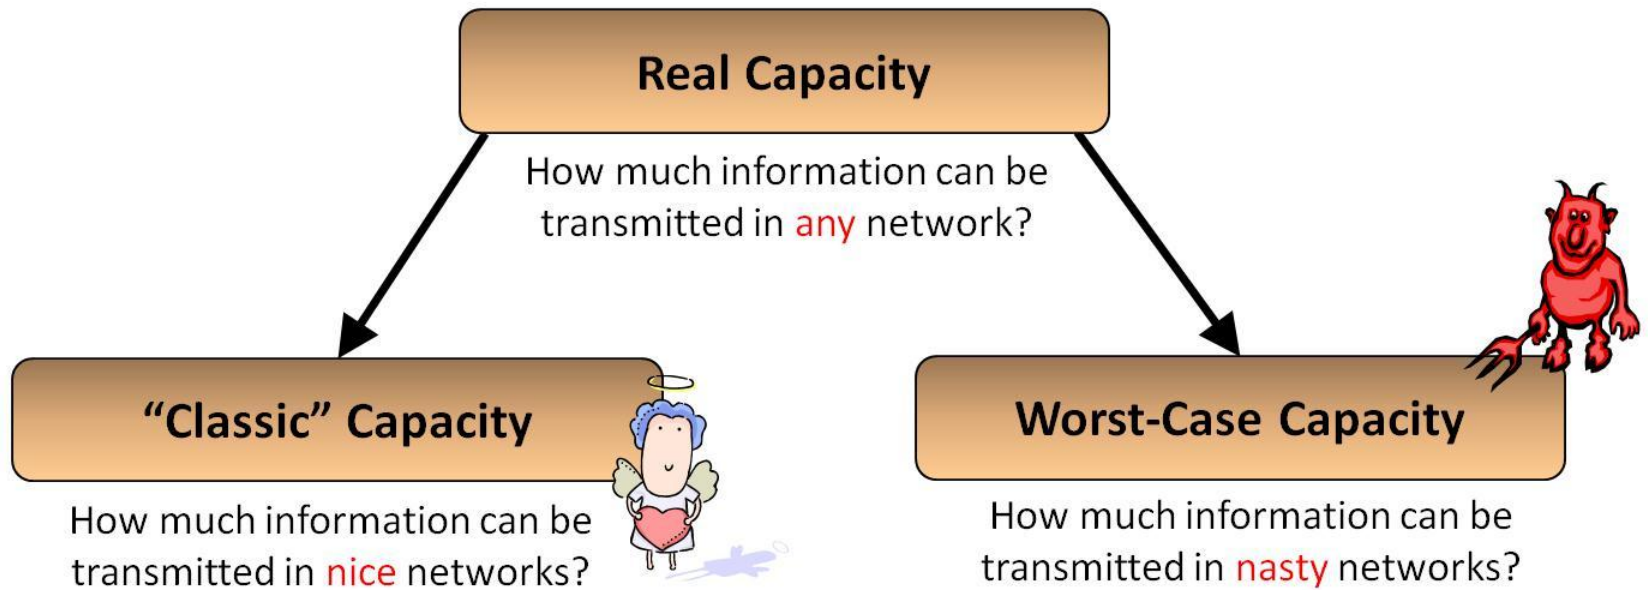 Real Capacity
How much information can be
transmitted in any network?
“Classic” Capacity
How much information can be
transmitted in nice networks?
Worst-Case Capacity
How much information can be
transmitted in nasty networks?